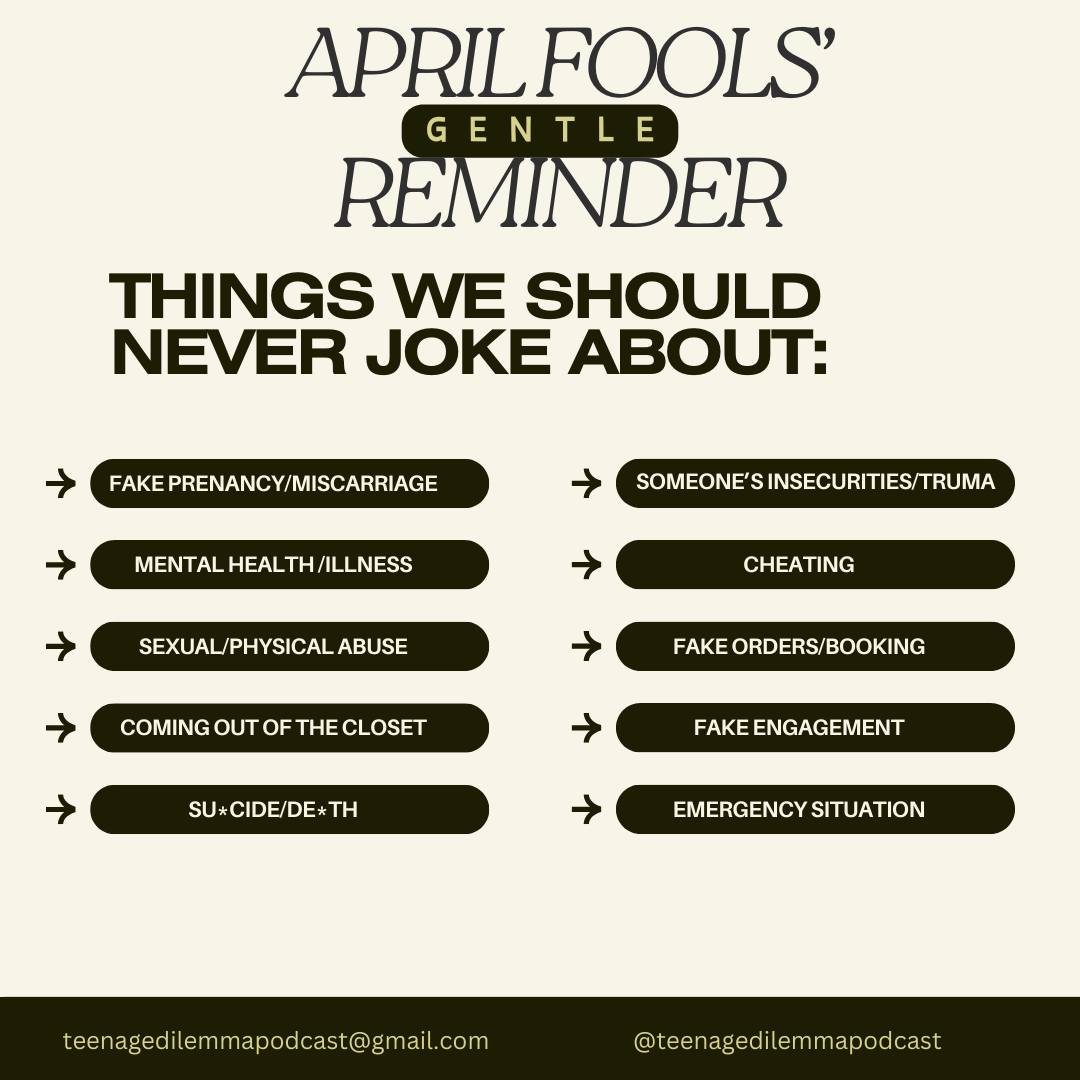 APRIL FOOLS’
GENTLE
REMINDER
THINGS WE SHOULD
NEVER JOKE ABOUT:
FAKE PRENANCY/MISCARRIAGE
MENTAL HEALTH /ILLNESS
SEXUAL/PHYSICAL ABUSE
COMING OUT OF THE CLOSET
SU*CIDE/DE*TH
SOMEONE’S INSECURITIES/TRUMA
CHEATING
FAKE ORDERS/BOOKING
FAKE ENGAGEMENT
EMERGENCY SITUATION
teenagedilemmapodcast@gmail.com
@teenagedilemmapodcast